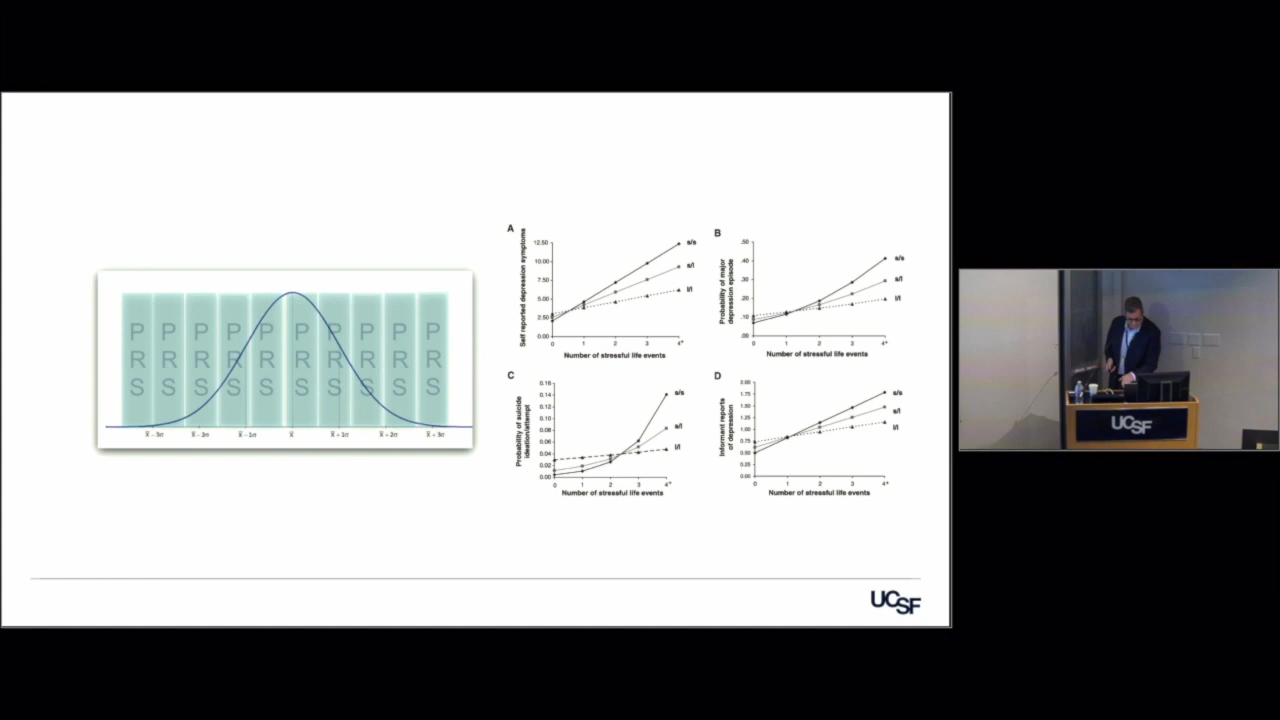 P P P P P P P P P P
R R R R R R R R R R
S S S S S S S S S S
X̄ − 3σ X̄ − 2σ X̄ − 1σ X̄ X̄ + 1σ X̄ + 2σ X̄ + 3σ
A
Self reported depression symptoms
12.50
10.00
7.50
5.00
2.50
0.00
0 1 2 3 4+
s/s
s/l
l/l
Number of stressful life events
B
Probability of major
depression episode
.50
.40
.30
.20
.10
.00
0 1 2 3 4+
s/s
s/l
l/l
Number of stressful life events
C
Probability of suicide
ideation/attempt
0.16
0.14
0.12
0.10
0.08
0.06
0.04
0.02
0.00
0 1 2 3 4+
s/s
s/l
l/l
Number of stressful life events
D
Informant reports
of depression
2.00
1.75
1.50
1.25
1.00
0.75
0.50
0.25
0.00
0 1 2 3 4+
s/s
s/l
l/l
Number of stressful life events
UCSF
UCSF